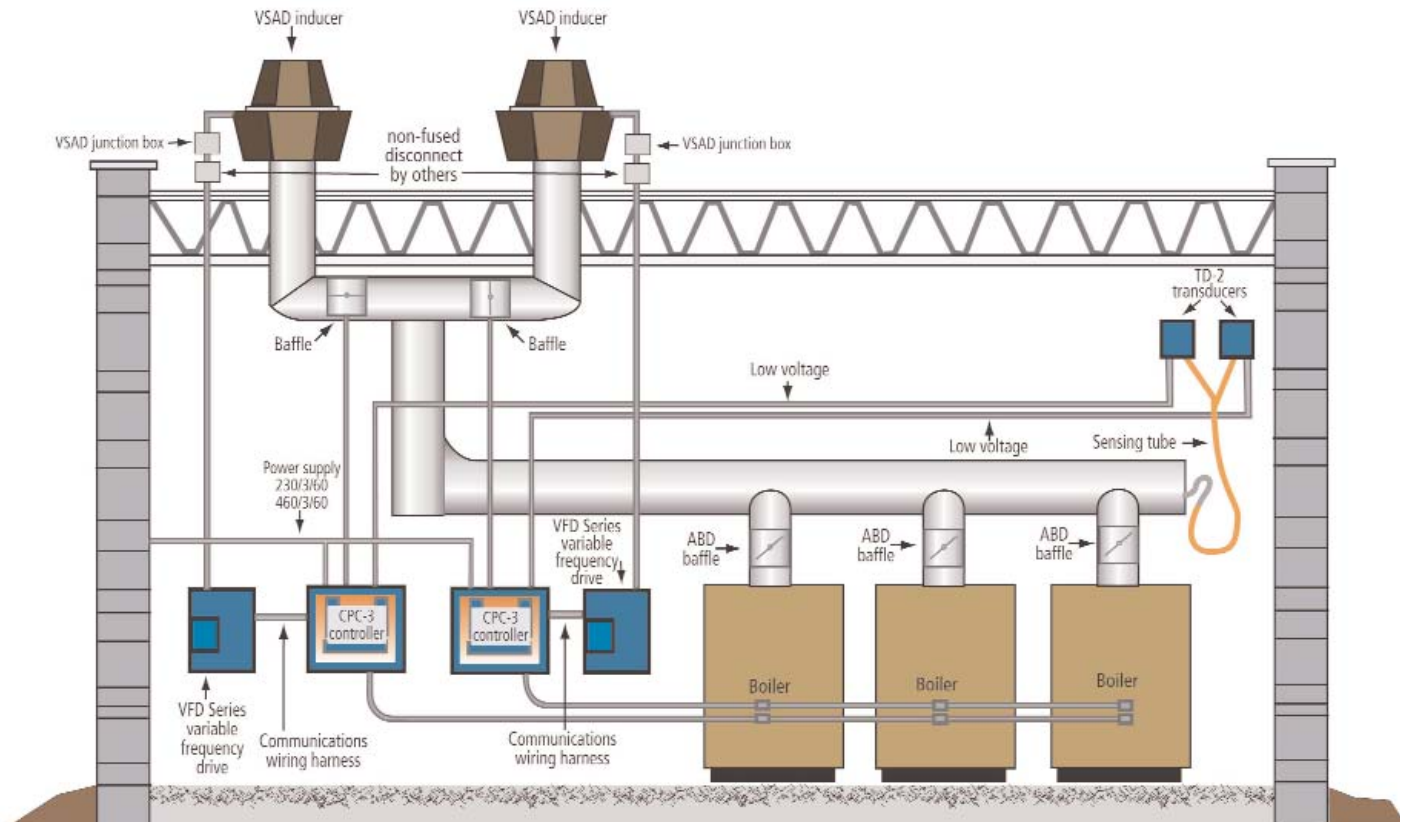 VSAD inducer
VSAD inducer
VSAD junction box
non-fused
disconnect
by others
VSAD junction box
TD-2
transducers
Baffle
Baffle
Low voltage
Low voltage
Sensing tube
Power supply
230/3/60
460/3/60
VFD Series
variable
frequency
drive
ABD
baffle
ABD
baffle
ABD
baffle
CPC-3
controller
CPC-3
controller
Boiler
Boiler
Boiler
VFD Series
variable
frequency
drive
Communications
wiring harness
Communications
wiring harness